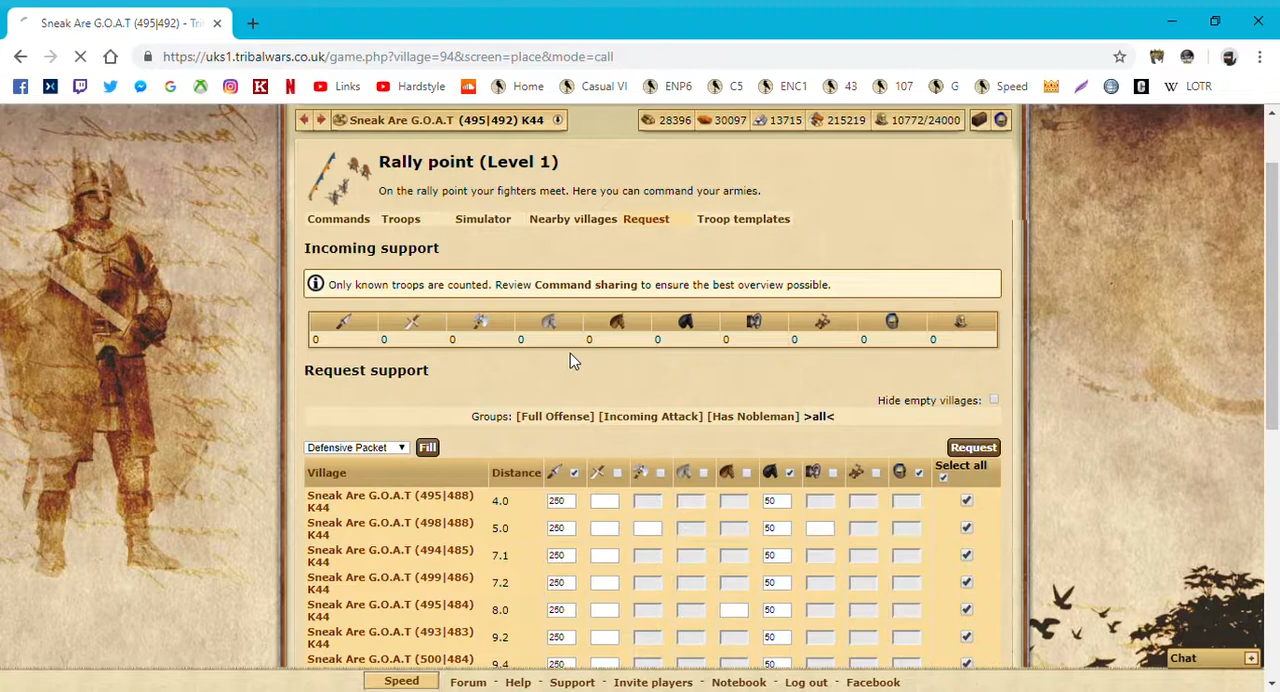 Sneak Are G.O.A.T (495|492) - Tri
https://uks1.tribalwars.co.uk/game.php?village=94&screen=place&mode=call
Links Hardstyle Home Casual VI ENP6 C5 ENC1 43 107 G Speed LOTR
Sneak Are G.O.A.T (495|492) K44 28396 30097 13715 215219 10772/24000
Rally point (Level 1)
On the rally point your fighters meet. Here you can command your armies.
Commands Troops Simulator Nearby villages Request Troop templates
Incoming support
Only known troops are counted. Review Command sharing to ensure the best overview possible.
0 0 0 0 0 0 0 0 0 0
Request support
Hide empty villages:
Groups: [Full Offense] [Incoming Attack] [Has Nobleman] >all<
Defensive Packet Fill Request
Village Distance Select all
Sneak Are G.O.A.T (495|488) K44 4.0 250 50
Sneak Are G.O.A.T (498|488) K44 5.0 250 50
Sneak Are G.O.A.T (494|485) K44 7.1 250 50
Sneak Are G.O.A.T (499|486) K44 7.2 250 50
Sneak Are G.O.A.T (495|484) K44 8.0 250 50
Sneak Are G.O.A.T (493|483) K44 9.2 250 50
Sneak Are G.O.A.T (500|484) 9.4 250 50
Chat
Speed Forum - Help - Support - Invite players - Notebook - Log out - Facebook